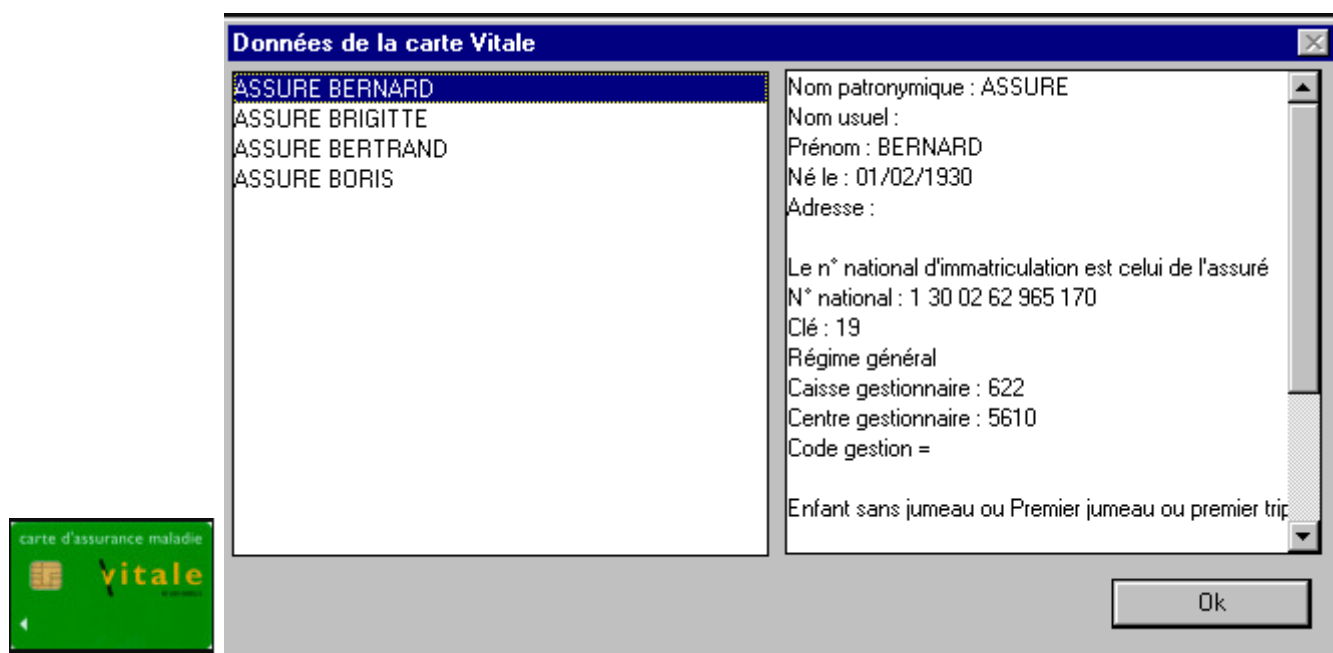 Données de la carte Vitale
ASSURE BERNARD
ASSURE BRIGITTE
ASSURE BERTRAND
ASSURE BORIS
Nom patronymique : ASSURE
Nom usuel :
Prénom : BERNARD
Né le : 01/02/1930
Adresse :
Le n° national d'immatriculation est celui de l'assuré
N° national : 1 30 02 62 965 170
Clé : 19
Régime général
Caisse gestionnaire : 622
Centre gestionnaire : 5610
Code gestion =
Enfant sans jumeau ou Premier jumeau ou premier trip
Ok
carte d'assurance maladie
vitale